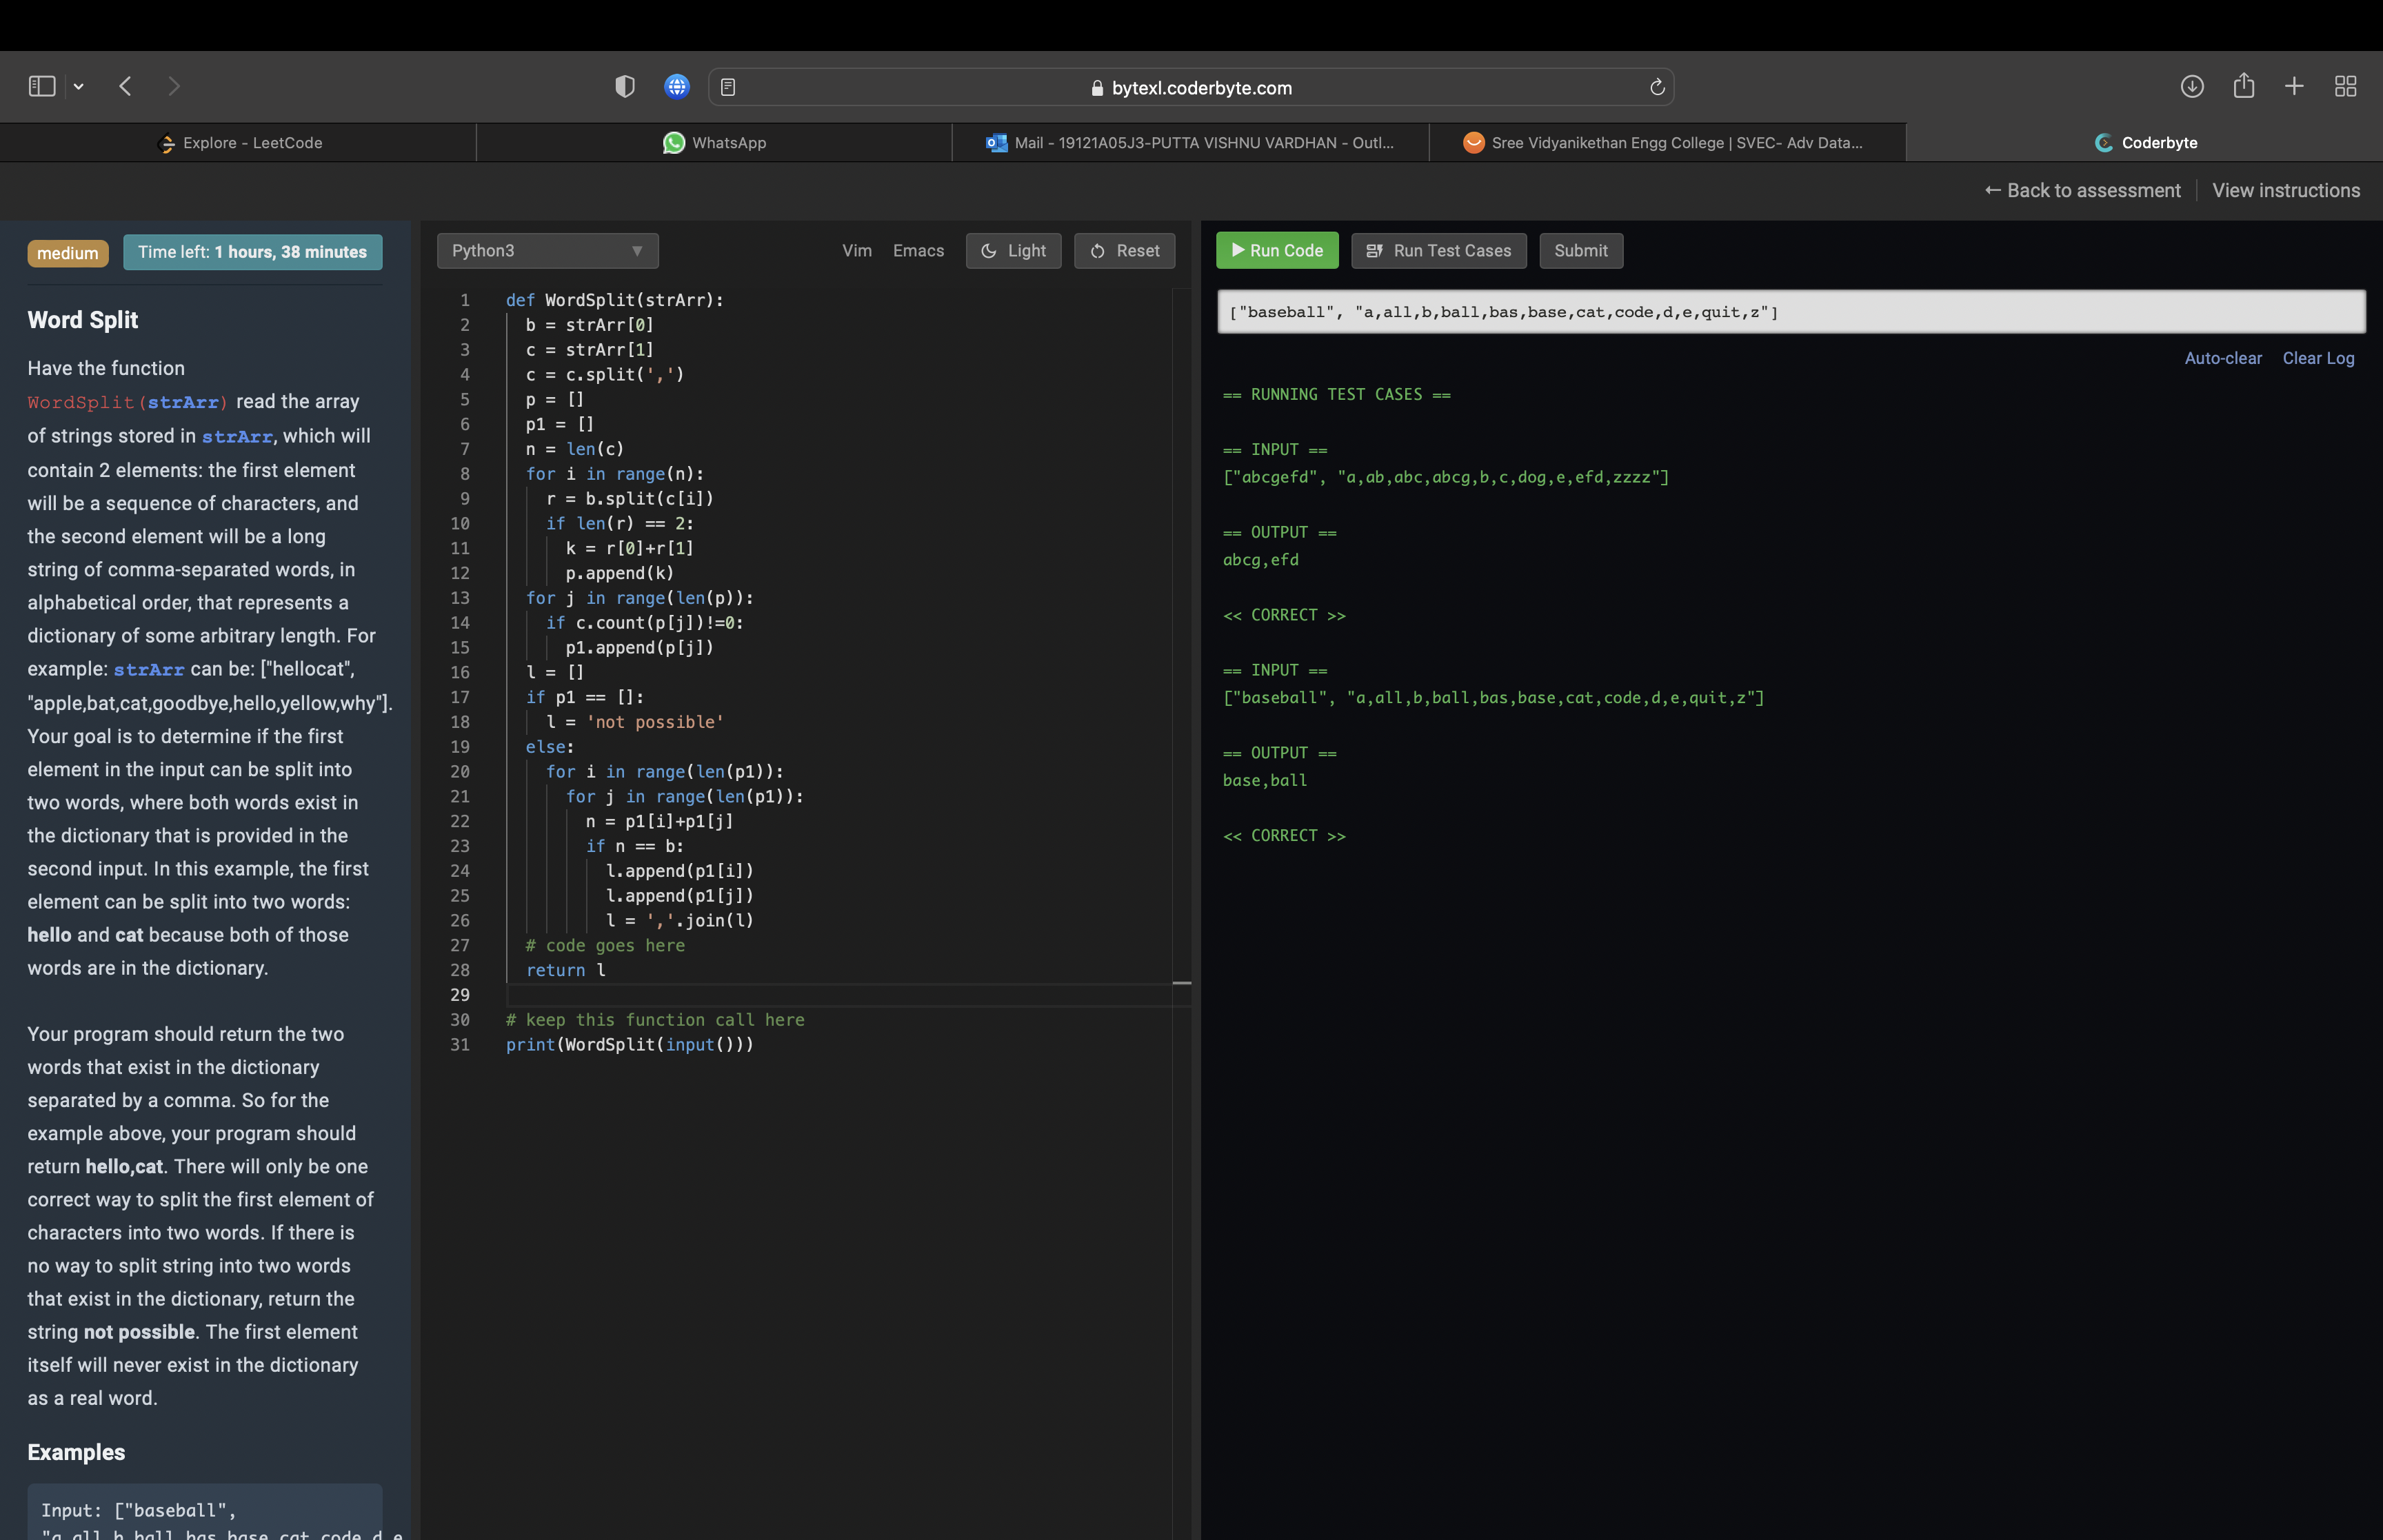 bytexl.coderbyte.com
Explore - LeetCode
WhatsApp
Mail - 19121A05J3-PUTTA VISHNU VARDHAN - Outl...
Sree Vidyanikethan Engg College | SVEC- Adv Data...
Coderbyte
← Back to assessment
View instructions
medium
Time left: 1 hours, 38 minutes
Word Split
Have the function
WordSplit(strArr) read the array
of strings stored in strArr, which will
contain 2 elements: the first element
will be a sequence of characters, and
the second element will be a long
string of comma-separated words, in
alphabetical order, that represents a
dictionary of some arbitrary length. For
example: strArr can be: ["hellocat",
"apple,bat,cat,goodbye,hello,yellow,why"].
Your goal is to determine if the first
element in the input can be split into
two words, where both words exist in
the dictionary that is provided in the
second input. In this example, the first
element can be split into two words:
hello and cat because both of those
words are in the dictionary.
Your program should return the two
words that exist in the dictionary
separated by a comma. So for the
example above, your program should
return hello,cat. There will only be one
correct way to split the first element of
characters into two words. If there is
no way to split string into two words
that exist in the dictionary, return the
string not possible. The first element
itself will never exist in the dictionary
as a real word.
Examples
Input: ["baseball",
"a,all,b,ball,bas,base,cat,code,d,e
Python3
Vim
Emacs
Light
Reset
1 def WordSplit(strArr):
2 b = strArr[0]
3 c = strArr[1]
4 c = c.split(',')
5 p = []
6 p1 = []
7 n = len(c)
8 for i in range(n):
9 r = b.split(c[i])
10 if len(r) == 2:
11 k = r[0]+r[1]
12 p.append(k)
13 for j in range(len(p)):
14 if c.count(p[j])!=0:
15 p1.append(p[j])
16 l = []
17 if p1 == []:
18 l = 'not possible'
19 else:
20 for i in range(len(p1)):
21 for j in range(len(p1)):
22 n = p1[i]+p1[j]
23 if n == b:
24 l.append(p1[i])
25 l.append(p1[j])
26 l = ','.join(l)
27 # code goes here
28 return l
29
30 # keep this function call here
31 print(WordSplit(input()))
Run Code
Run Test Cases
Submit
["baseball", "a,all,b,ball,bas,base,cat,code,d,e,quit,z"]
Auto-clear
Clear Log
== RUNNING TEST CASES ==
== INPUT ==
["abcgefd", "a,ab,abc,abcg,b,c,dog,e,efd,zzzz"]
== OUTPUT ==
abcg,efd
<< CORRECT >>
== INPUT ==
["baseball", "a,all,b,ball,bas,base,cat,code,d,e,quit,z"]
== OUTPUT ==
base,ball
<< CORRECT >>